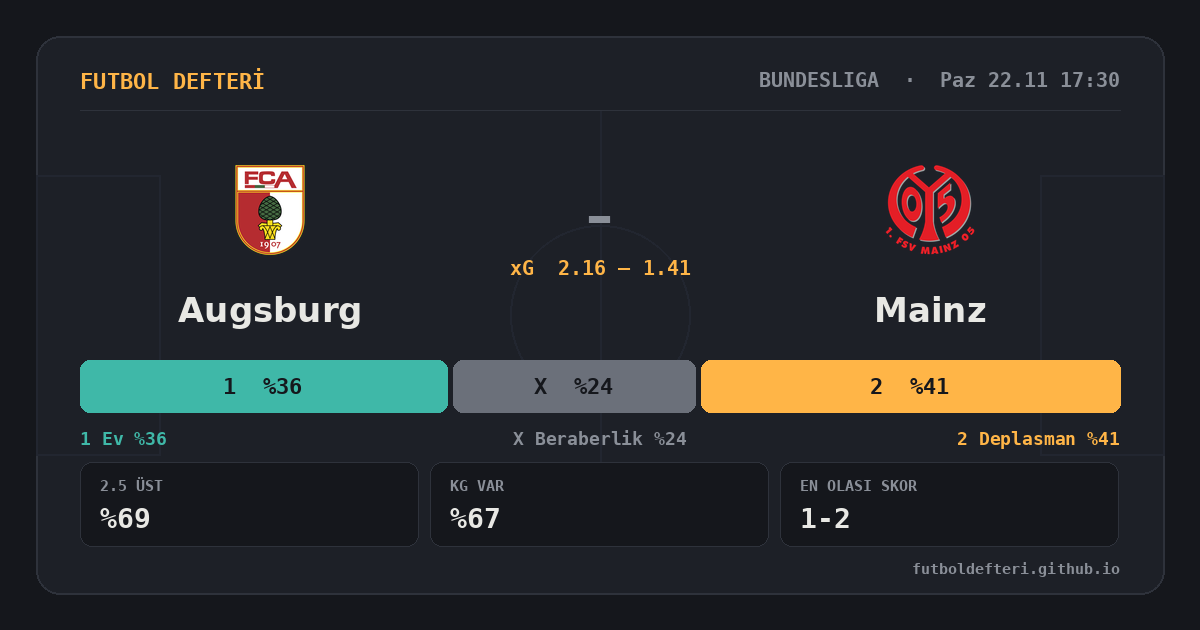 FUTBOL DEFTERİ
BUNDESLIGA · Paz 22.11 17:30
FCA
1907
1. FSV MAINZ 05
–
xG 2.16 – 1.41
Augsburg
Mainz
1 %36
X %24
2 %41
1 Ev %36
X Beraberlik %24
2 Deplasman %41
2.5 ÜST
KG VAR
EN OLASI SKOR
%69
%67
1-2
futboldefteri.github.io